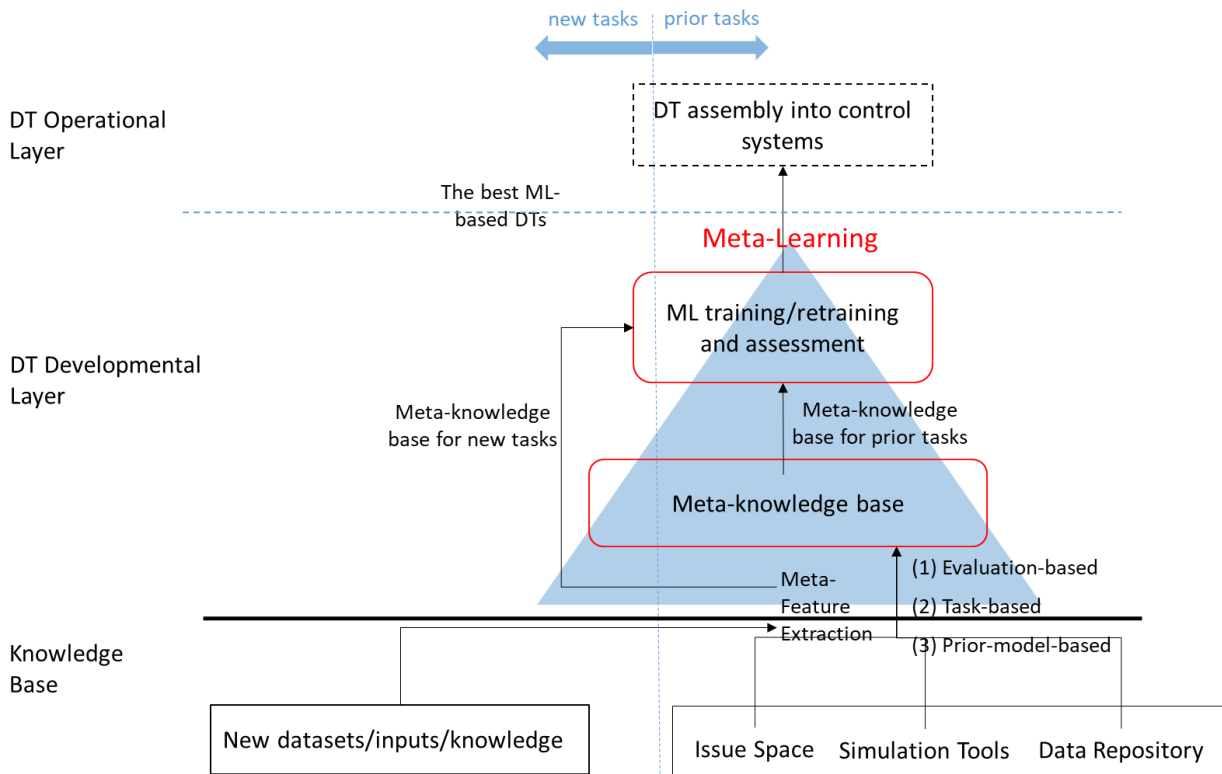 new tasks
prior tasks
DT Operational
Layer
DT assembly into control
systems
The best ML-
based DTs
Meta-Learning
DT Developmental
Layer
ML training/retraining
and assessment
Meta-knowledge
base for new tasks
Meta-knowledge
base for prior tasks
Meta-knowledge base
Meta-
Feature
Extraction
(1) Evaluation-based
(2) Task-based
(3) Prior-model-based
Knowledge
Base
New datasets/inputs/knowledge
Issue Space
Simulation Tools
Data Repository